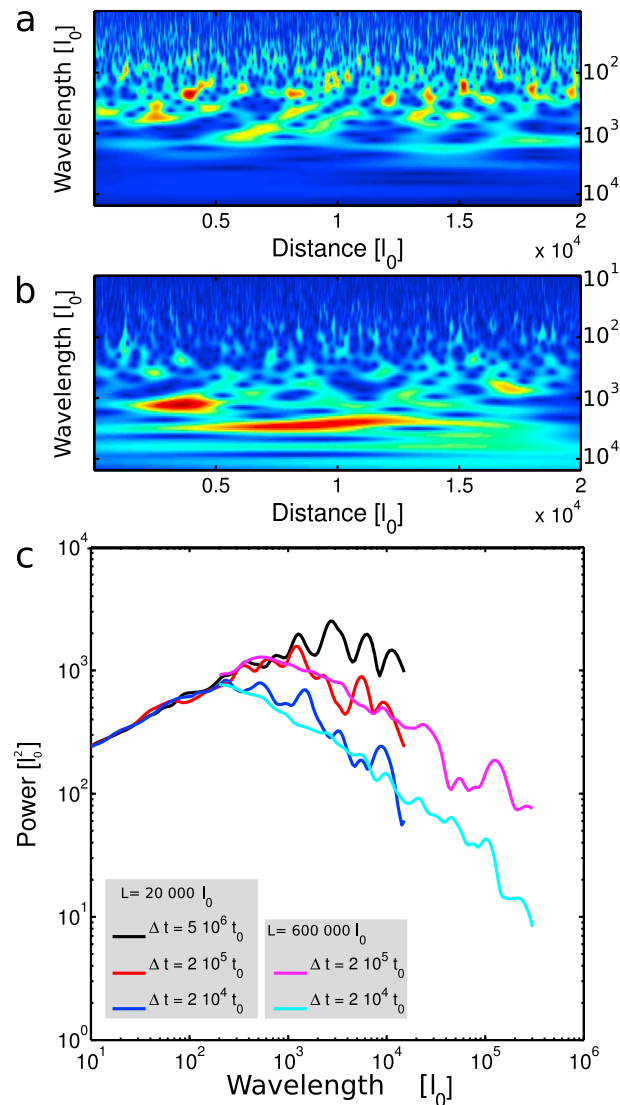 a
Wavelength [l0]
10^2
10^3
10^4
0.5 1 1.5 2
Distance [l0]
x 10^4
b
Wavelength [l0]
10^1
10^2
10^3
10^4
0.5 1 1.5 2
Distance [l0]
x 10^4
c
Power [l0^2]
10^4
10^3
10^2
10^1
10^0
L= 20 000 l0
Δ t = 5 10^6 t0
Δ t = 2 10^5 t0
Δ t = 2 10^4 t0
L= 600 000 l0
Δ t = 2 10^5 t0
Δ t = 2 10^4 t0
10^1 10^2 10^3 10^4 10^5 10^6
Wavelength [l0]